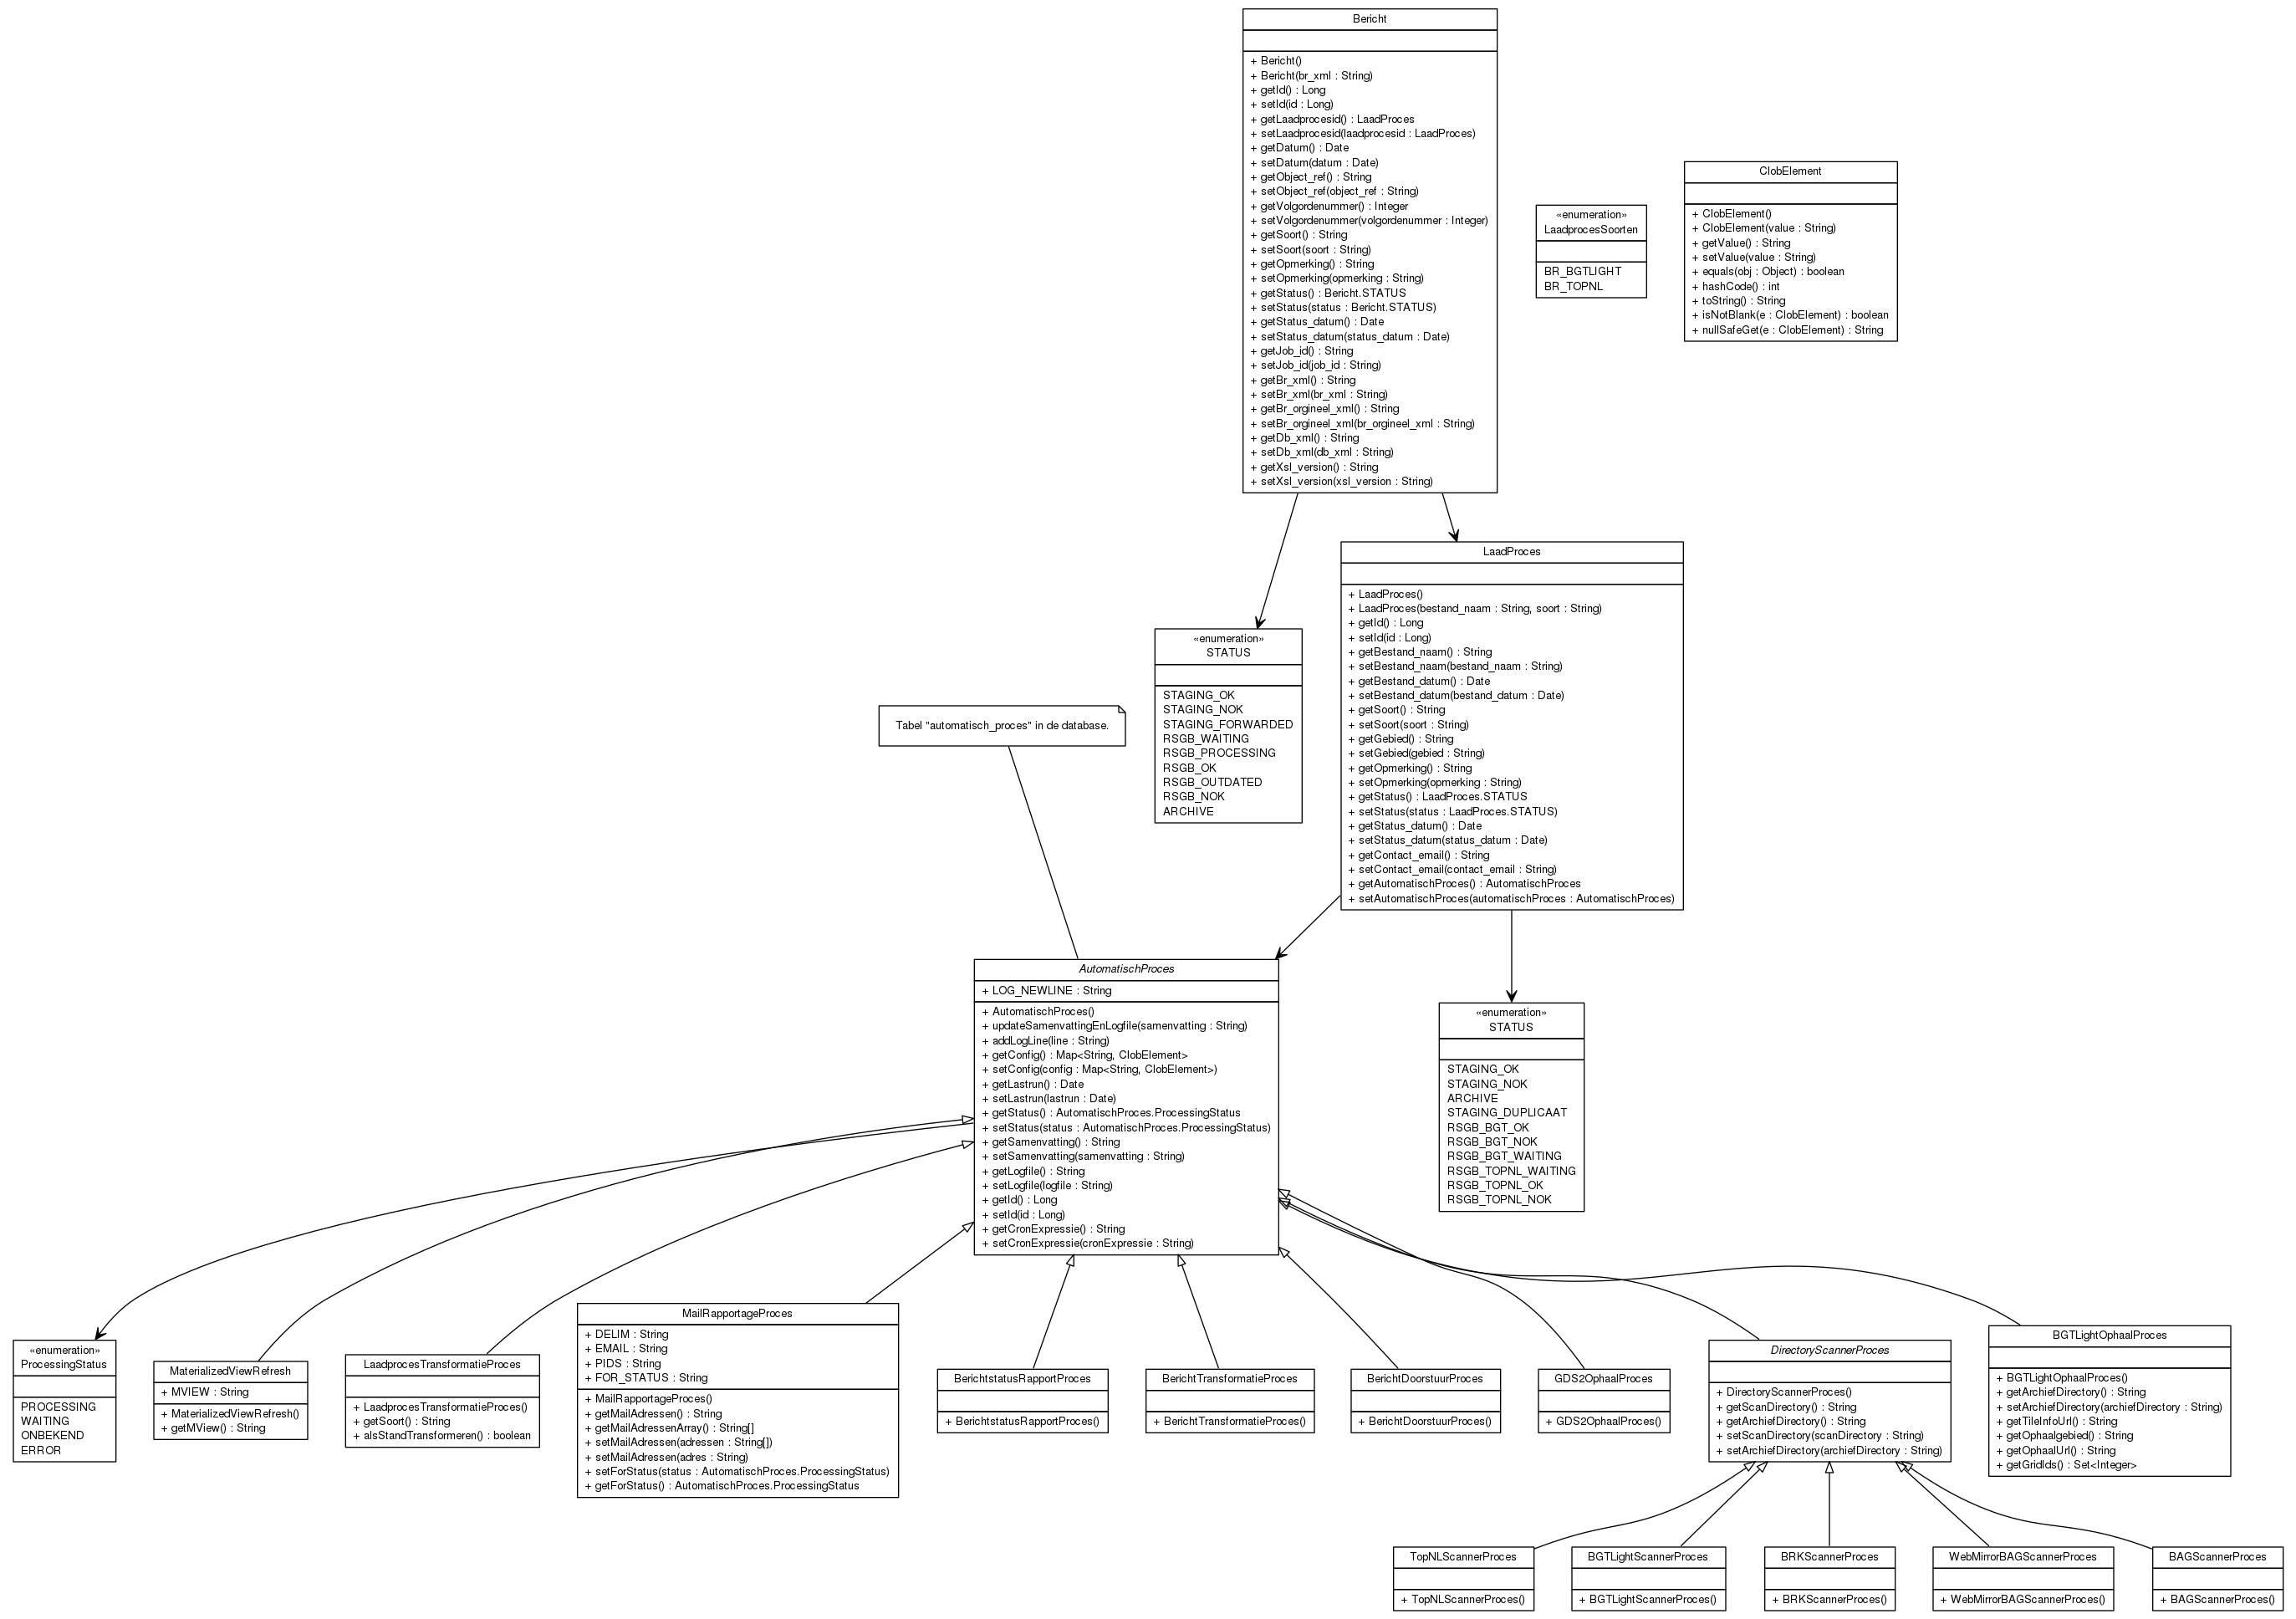 Bericht
+ Bericht()
+ Bericht(br_xml : String)
+ getId() : Long
+ setId(id : Long)
+ getLaadprocesid() : LaadProces
+ setLaadprocesid(laadprocesid : LaadProces)
+ getDatum() : Date
+ setDatum(datum : Date)
+ getObject_ref() : String
+ setObject_ref(object_ref : String)
+ getVolgordenummer() : Integer
+ setVolgordenummer(volgordenummer : Integer)
+ getSoort() : String
+ setSoort(soort : String)
+ getOpmerking() : String
+ setOpmerking(opmerking : String)
+ getStatus() : Bericht.STATUS
+ setStatus(status : Bericht.STATUS)
+ getStatus_datum() : Date
+ setStatus_datum(status_datum : Date)
+ getJob_id() : String
+ setJob_id(job_id : String)
+ getBr_xml() : String
+ setBr_xml(br_xml : String)
+ getBr_orgineel_xml() : String
+ setBr_orgineel_xml(br_orgineel_xml : String)
+ getDb_xml() : String
+ setDb_xml(db_xml : String)
+ getXsl_version() : String
+ setXsl_version(xsl_version : String)
«enumeration»
LaadprocesSoorten
BR_BGTLIGHT
BR_TOPNL
ClobElement
+ ClobElement()
+ ClobElement(value : String)
+ getValue() : String
+ setValue(value : String)
+ equals(obj : Object) : boolean
+ hashCode() : int
+ toString() : String
+ isNotBlank(e : ClobElement) : boolean
+ nullSafeGet(e : ClobElement) : String
LaadProces
+ LaadProces()
+ LaadProces(bestand_naam : String, soort : String)
+ getId() : Long
+ setId(id : Long)
+ getBestand_naam() : String
+ setBestand_naam(bestand_naam : String)
+ getBestand_datum() : Date
+ setBestand_datum(bestand_datum : Date)
+ getSoort() : String
+ setSoort(soort : String)
+ getGebied() : String
+ setGebied(gebied : String)
+ getOpmerking() : String
+ setOpmerking(opmerking : String)
+ getStatus() : LaadProces.STATUS
+ setStatus(status : LaadProces.STATUS)
+ getStatus_datum() : Date
+ setStatus_datum(status_datum : Date)
+ getContact_email() : String
+ setContact_email(contact_email : String)
+ getAutomatischProces() : AutomatischProces
+ setAutomatischProces(automatischProces : AutomatischProces)
«enumeration»
STATUS
STAGING_OK
STAGING_NOK
STAGING_FORWARDED
RSGB_WAITING
RSGB_PROCESSING
RSGB_OK
RSGB_OUTDATED
RSGB_NOK
ARCHIVE
Tabel "automatisch_proces" in de database.
AutomatischProces
+ LOG_NEWLINE : String
+ AutomatischProces()
+ updateSamenvattingEnLogfile(samenvatting : String)
+ addLogLine(line : String)
+ getConfig() : Map<String, ClobElement>
+ setConfig(config : Map<String, ClobElement>)
+ getLastrun() : Date
+ setLastrun(lastrun : Date)
+ getStatus() : AutomatischProces.ProcessingStatus
+ setStatus(status : AutomatischProces.ProcessingStatus)
+ getSamenvatting() : String
+ setSamenvatting(samenvatting : String)
+ getLogfile() : String
+ setLogfile(logfile : String)
+ getId() : Long
+ setId(id : Long)
+ getCronExpressie() : String
+ setCronExpressie(cronExpressie : String)
«enumeration»
STATUS
STAGING_OK
STAGING_NOK
ARCHIVE
STAGING_DUPLICAAT
RSGB_BGT_OK
RSGB_BGT_NOK
RSGB_BGT_WAITING
RSGB_TOPNL_WAITING
RSGB_TOPNL_OK
RSGB_TOPNL_NOK
«enumeration»
ProcessingStatus
PROCESSING
WAITING
ONBEKEND
ERROR
MaterializedViewRefresh
+ MVIEW : String
+ MaterializedViewRefresh()
+ getMView() : String
LaadprocesTransformatieProces
+ LaadprocesTransformatieProces()
+ getSoort() : String
+ alsStandTransformeren() : boolean
MailRapportageProces
+ DELIM : String
+ EMAIL : String
+ PIDS : String
+ FOR_STATUS : String
+ MailRapportageProces()
+ getMailAdressen() : String
+ getMailAdressenArray() : String[]
+ setMailAdressen(adressen : String[])
+ setMailAdressen(adres : String)
+ setForStatus(status : AutomatischProces.ProcessingStatus)
+ getForStatus() : AutomatischProces.ProcessingStatus
BerichtstatusRapportProces
+ BerichtstatusRapportProces()
BerichtTransformatieProces
+ BerichtTransformatieProces()
BerichtDoorstuurProces
+ BerichtDoorstuurProces()
GDS2OphaalProces
+ GDS2OphaalProces()
DirectoryScannerProces
+ DirectoryScannerProces()
+ getScanDirectory() : String
+ getArchiefDirectory() : String
+ setScanDirectory(scanDirectory : String)
+ setArchiefDirectory(archiefDirectory : String)
BGTLightOphaalProces
+ BGTLightOphaalProces()
+ getArchiefDirectory() : String
+ setArchiefDirectory(archiefDirectory : String)
+ getTileInfoUrl() : String
+ getOphaalgebied() : String
+ getOphaalUrl() : String
+ getGridIds() : Set<Integer>
TopNLScannerProces
+ TopNLScannerProces()
BGTLightScannerProces
+ BGTLightScannerProces()
BRKScannerProces
+ BRKScannerProces()
WebMirrorBAGScannerProces
+ WebMirrorBAGScannerProces()
BAGScannerProces
+ BAGScannerProces()